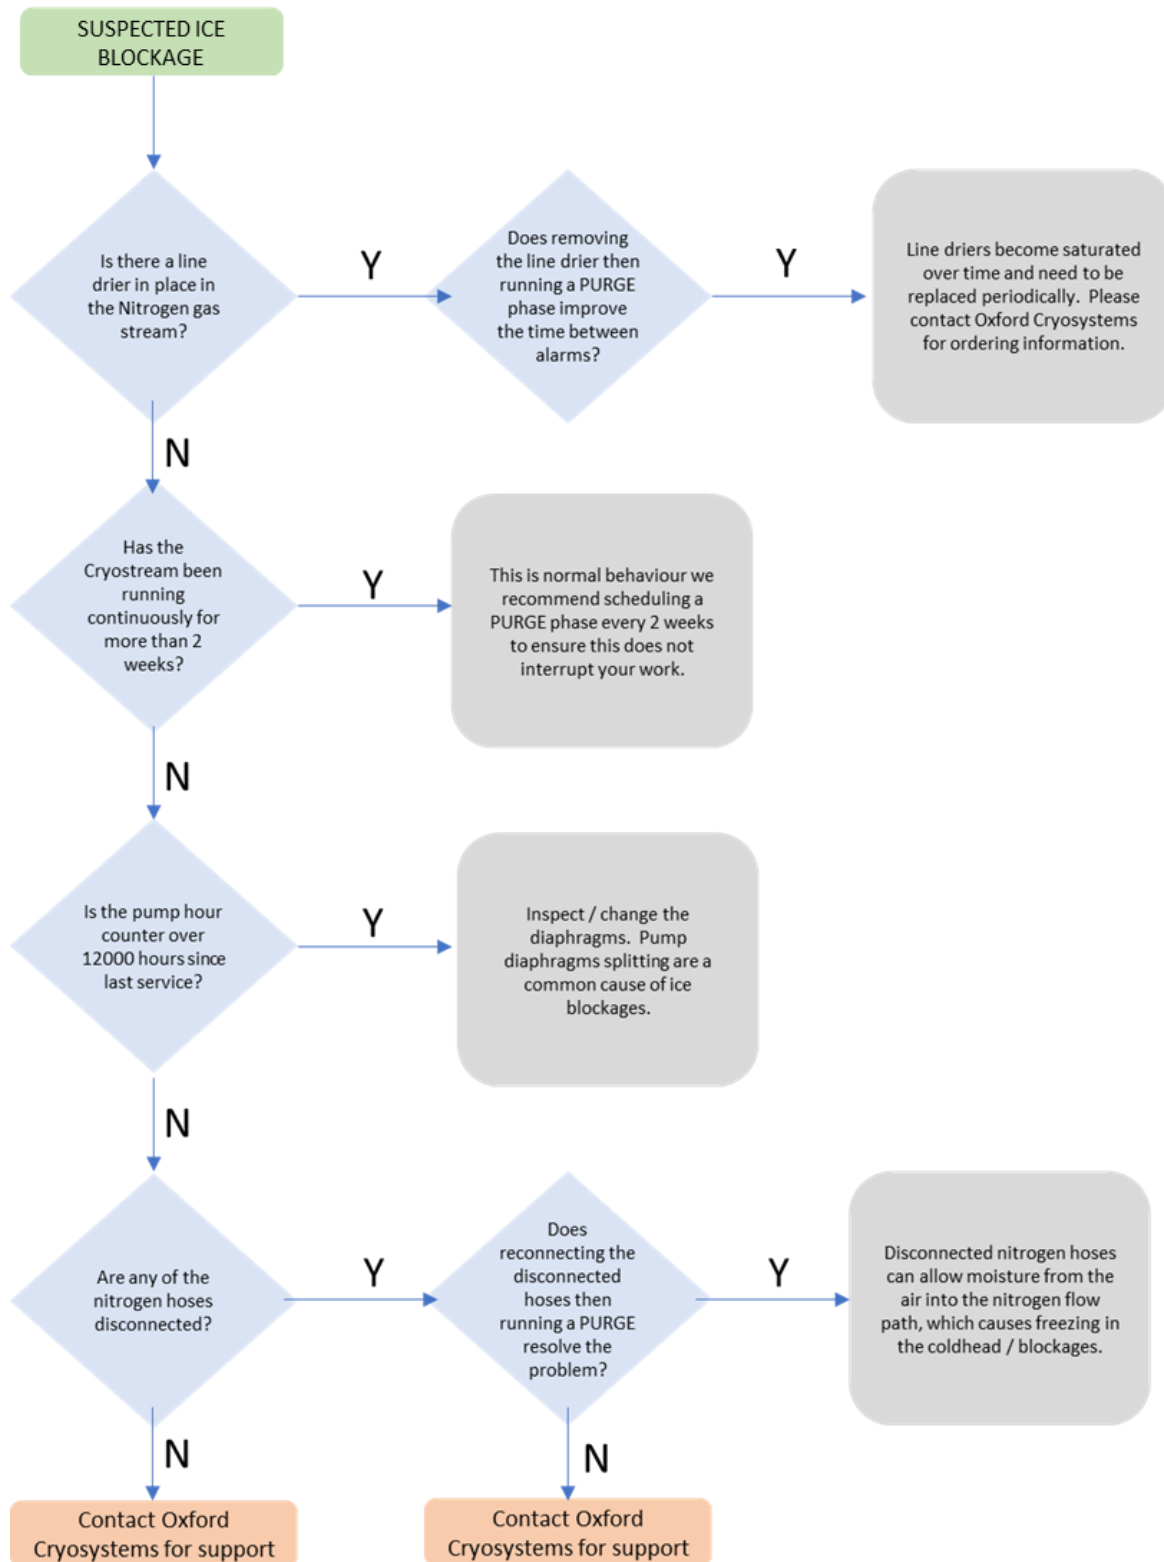 SUSPECTED ICE
BLOCKAGE
Is there a line
drier in place in
the Nitrogen gas
stream?
Y
Does removing
the line drier then
running a PURGE
phase improve
the time between
alarms?
Y
Line driers become saturated
over time and need to be
replaced periodically. Please
contact Oxford Cryosystems
for ordering information.
N
Has the
Cryostream been
running
continuously for
more than 2
weeks?
Y
This is normal behaviour we
recommend scheduling a
PURGE phase every 2 weeks
to ensure this does not
interrupt your work.
N
Is the pump hour
counter over
12000 hours since
last service?
Y
Inspect / change the
diaphragms. Pump
diaphragms splitting are a
common cause of ice
blockages.
N
Are any of the
nitrogen hoses
disconnected?
Y
Does
reconnecting the
disconnected
hoses then
running a PURGE
resolve the
problem?
Y
Disconnected nitrogen hoses
can allow moisture from the
air into the nitrogen flow
path, which causes freezing in
the coldhead / blockages.
N
N
Contact Oxford
Cryosystems for support
Contact Oxford
Cryosystems for support